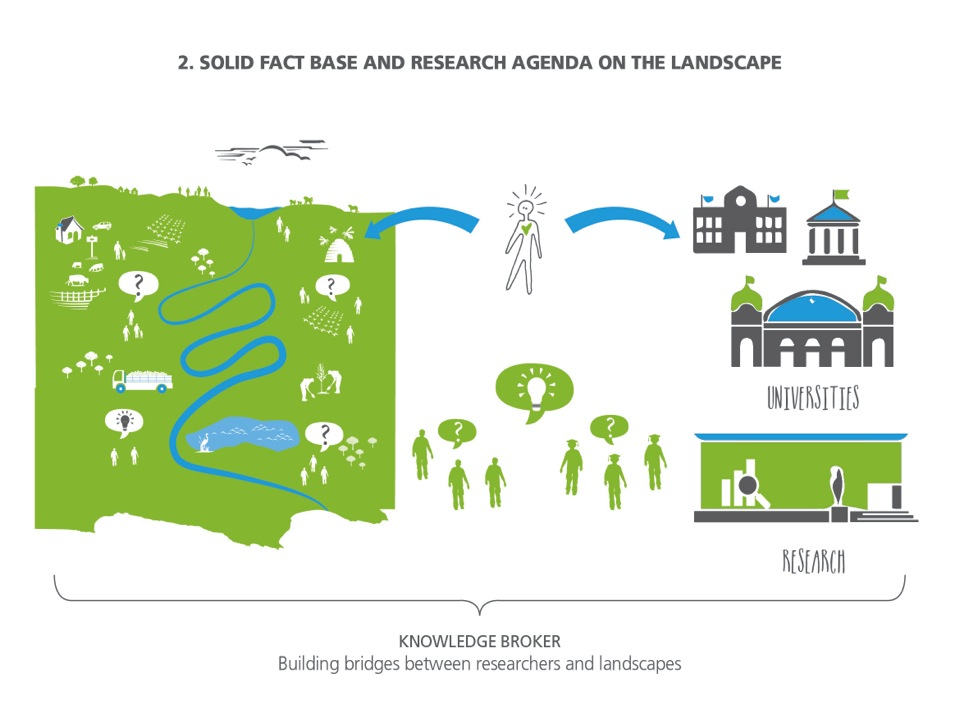 2. SOLID FACT BASE AND RESEARCH AGENDA ON THE LANDSCAPE
?
?
?
?
?
UNIVERSITIES
RESEARCH
KNOWLEDGE BROKER
Building bridges between researchers and landscapes